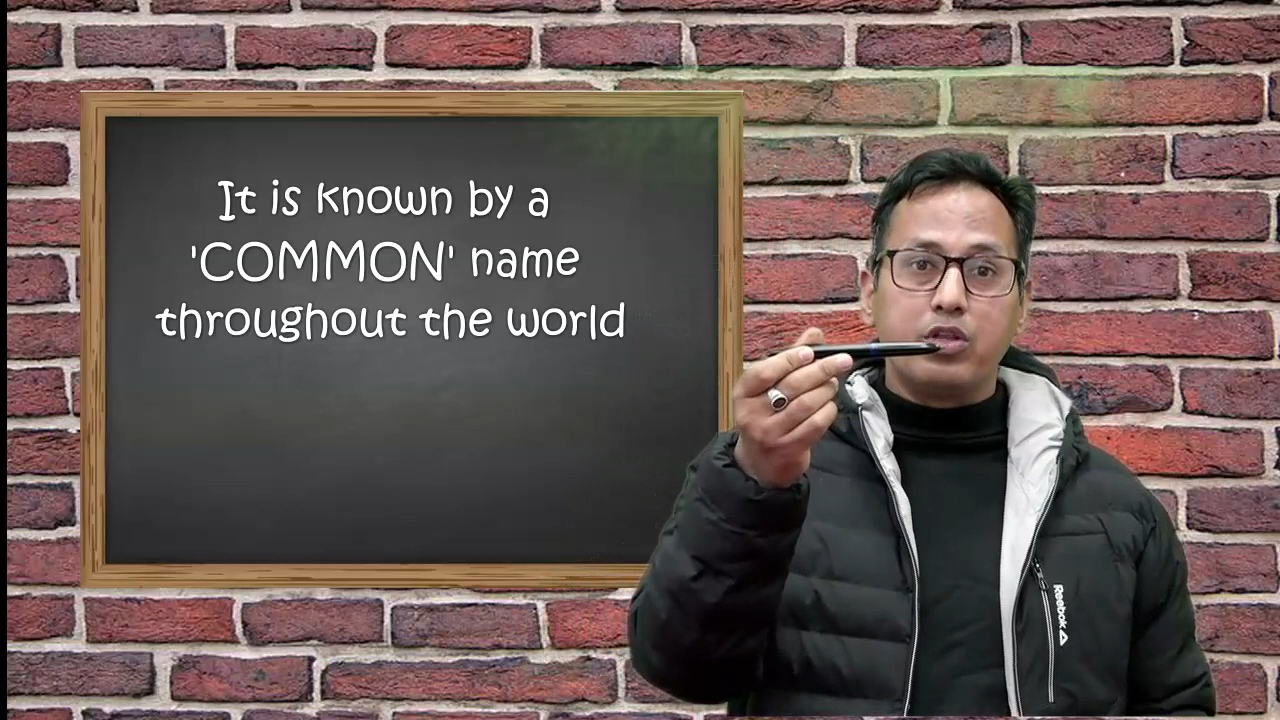 It is known by a
'COMMON' name
throughout the world
Reebok